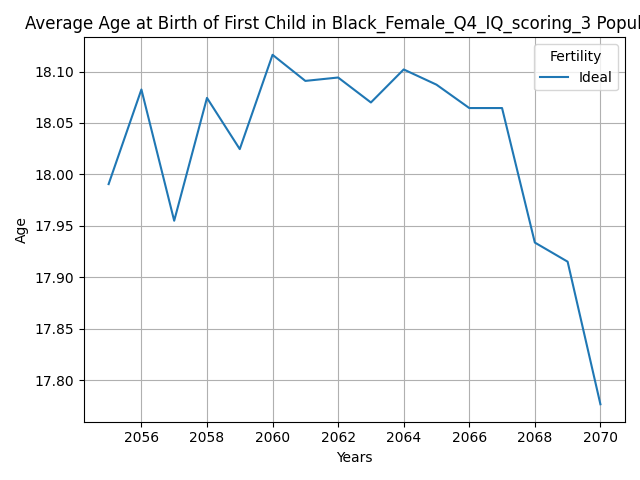 Average Age at Birth of First Child in Black_Female_Q4_IQ_scoring_3 Popul
Fertility
Ideal
18.10
18.05
18.00
17.95
17.90
17.85
17.80
Age
2056 2058 2060 2062 2064 2066 2068 2070
Years